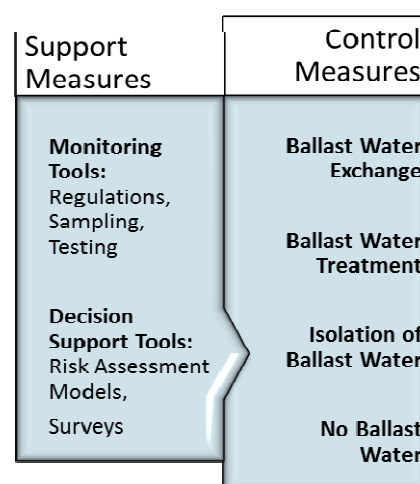 Support
Measures
Monitoring
Tools:
Regulations,
Sampling,
Testing
Decision
Support Tools:
Risk Assessment
Models,
Surveys
Control
Measures
Ballast Water
Exchange
Ballast Water
Treatment
Isolation of
Ballast Water
No Ballast
Water